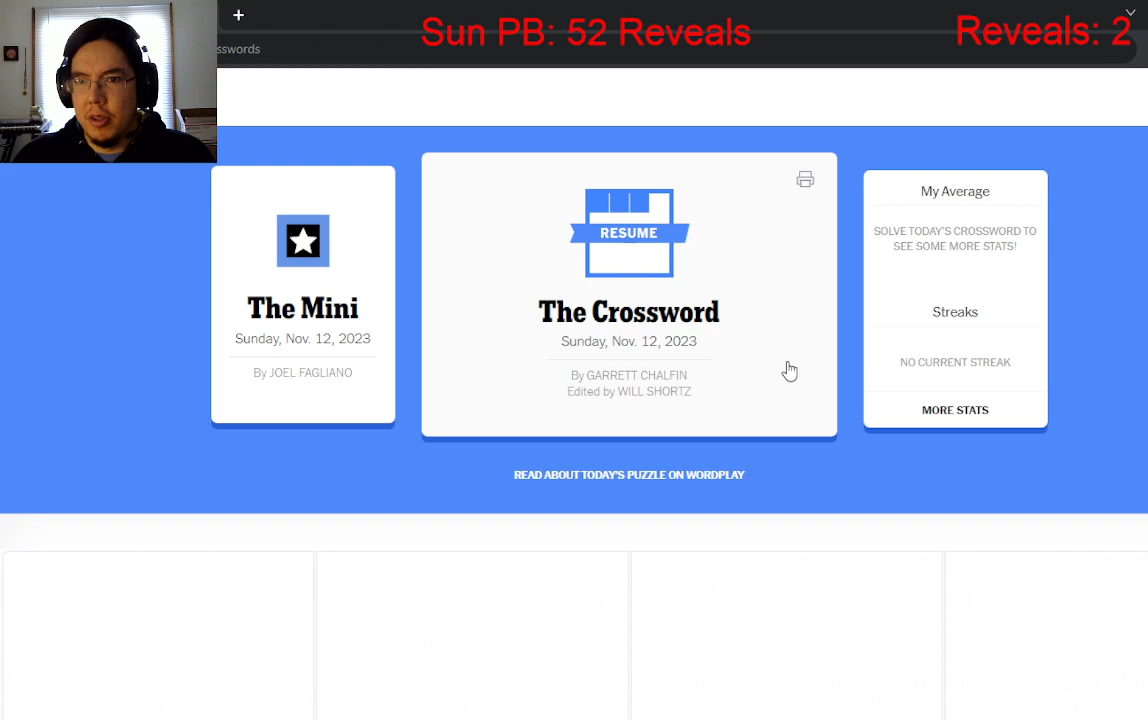 Sun PB: 52 Reveals
Reveals: 2
sswords
The Mini
Sunday, Nov. 12, 2023
By JOEL FAGLIANO
RESUME
The Crossword
Sunday, Nov. 12, 2023
By GARRETT CHALFIN
Edited by WILL SHORTZ
My Average
SOLVE TODAY'S CROSSWORD TO
SEE SOME MORE STATS!
Streaks
NO CURRENT STREAK
MORE STATS
READ ABOUT TODAY'S PUZZLE ON WORDPLAY